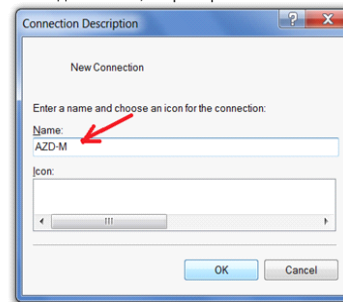 Connection Description
New Connection
Enter a name and choose an icon for the connection:
Name:
AZD-M
Icon:
OK Cancel